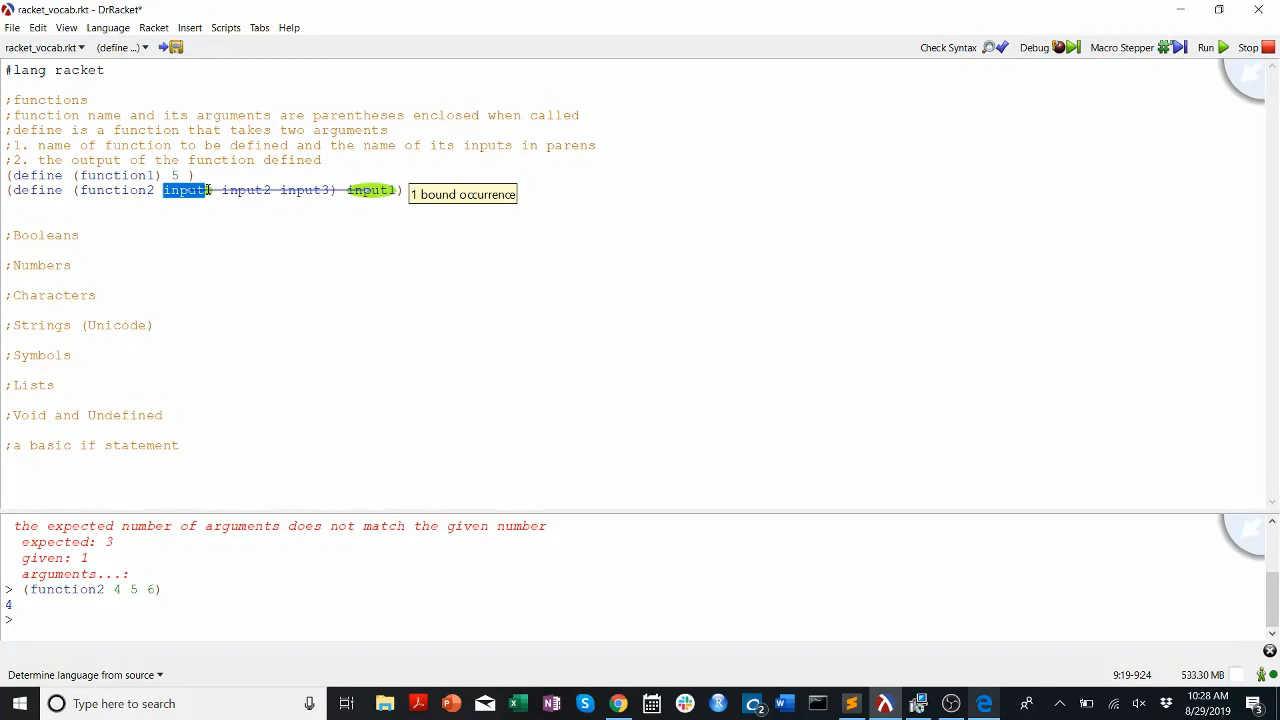 racket_vocab.rkt - DrRacket*
File Edit View Language Racket Insert Scripts Tabs Help
racket_vocab.rkt (define ...) Check Syntax Debug Macro Stepper Run Stop
#lang racket
;functions
;function name and its arguments are parentheses enclosed when called
;define is a function that takes two arguments
;1. name of function to be defined and the name of its inputs in parens
;2. the output of the function defined
(define (function1) 5 )
(define (function2 input input2 input3) input1)
1 bound occurrence
;Booleans
;Numbers
;Characters
;Strings (Unicode)
;Symbols
;Lists
;Void and Undefined
;a basic if statement
the expected number of arguments does not match the given number
expected: 3
given: 1
arguments...:
> (function2 4 5 6)
4
>
Determine language from source 9:19-9:24 533.30 MB
Type here to search 10:28 AM
8/29/2019